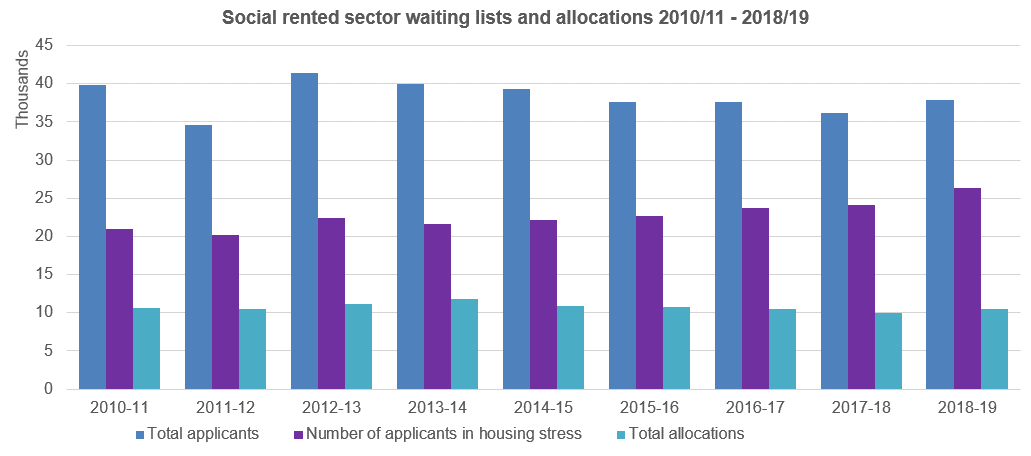 Social rented sector waiting lists and allocations 2010/11 - 2018/19
Thousands
45
40
35
30
25
20
15
10
5
0
2010-11 2011-12 2012-13 2013-14 2014-15 2015-16 2016-17 2017-18 2018-19
Total applicants Number of applicants in housing stress Total allocations